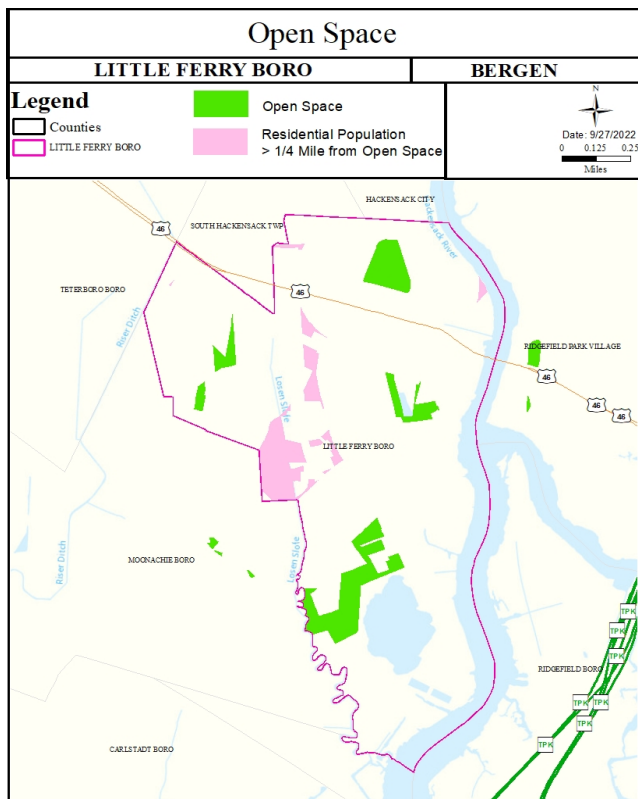 Open Space
LITTLE FERRY BORO
BERGEN
Legend
Counties
LITTLE FERRY BORO
Open Space
Residential Population
> 1/4 Mile from Open Space
N
Date: 9/27/2022
0 0.125 0.25
Miles
HACKENSACK CITY
SOUTH HACKENSACK TWP
Hackensack River
46
TETERBORO BORO
46
Riser Ditch
RIDGEFIELD PARK VILLAGE
46
Losen Slote
46
46
LITTLE FERRY BORO
Losen Slote
MOONACHIE BORO
Riser Ditch
TPK
TPK
TPK
RIDGEFIELD BORO
TPK
TPK
TPK
TPK
CARLSTADT BORO